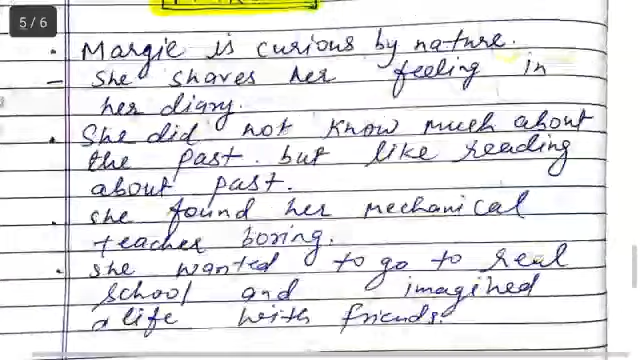 5/6
• Margie is curious by nature.
– She shares her feeling in
her diary.
• She did not know much about
the past. but like reading
about past.
• she found her mechanical
teacher boring.
• she wanted to go to real
school and imagined
a life with friends.